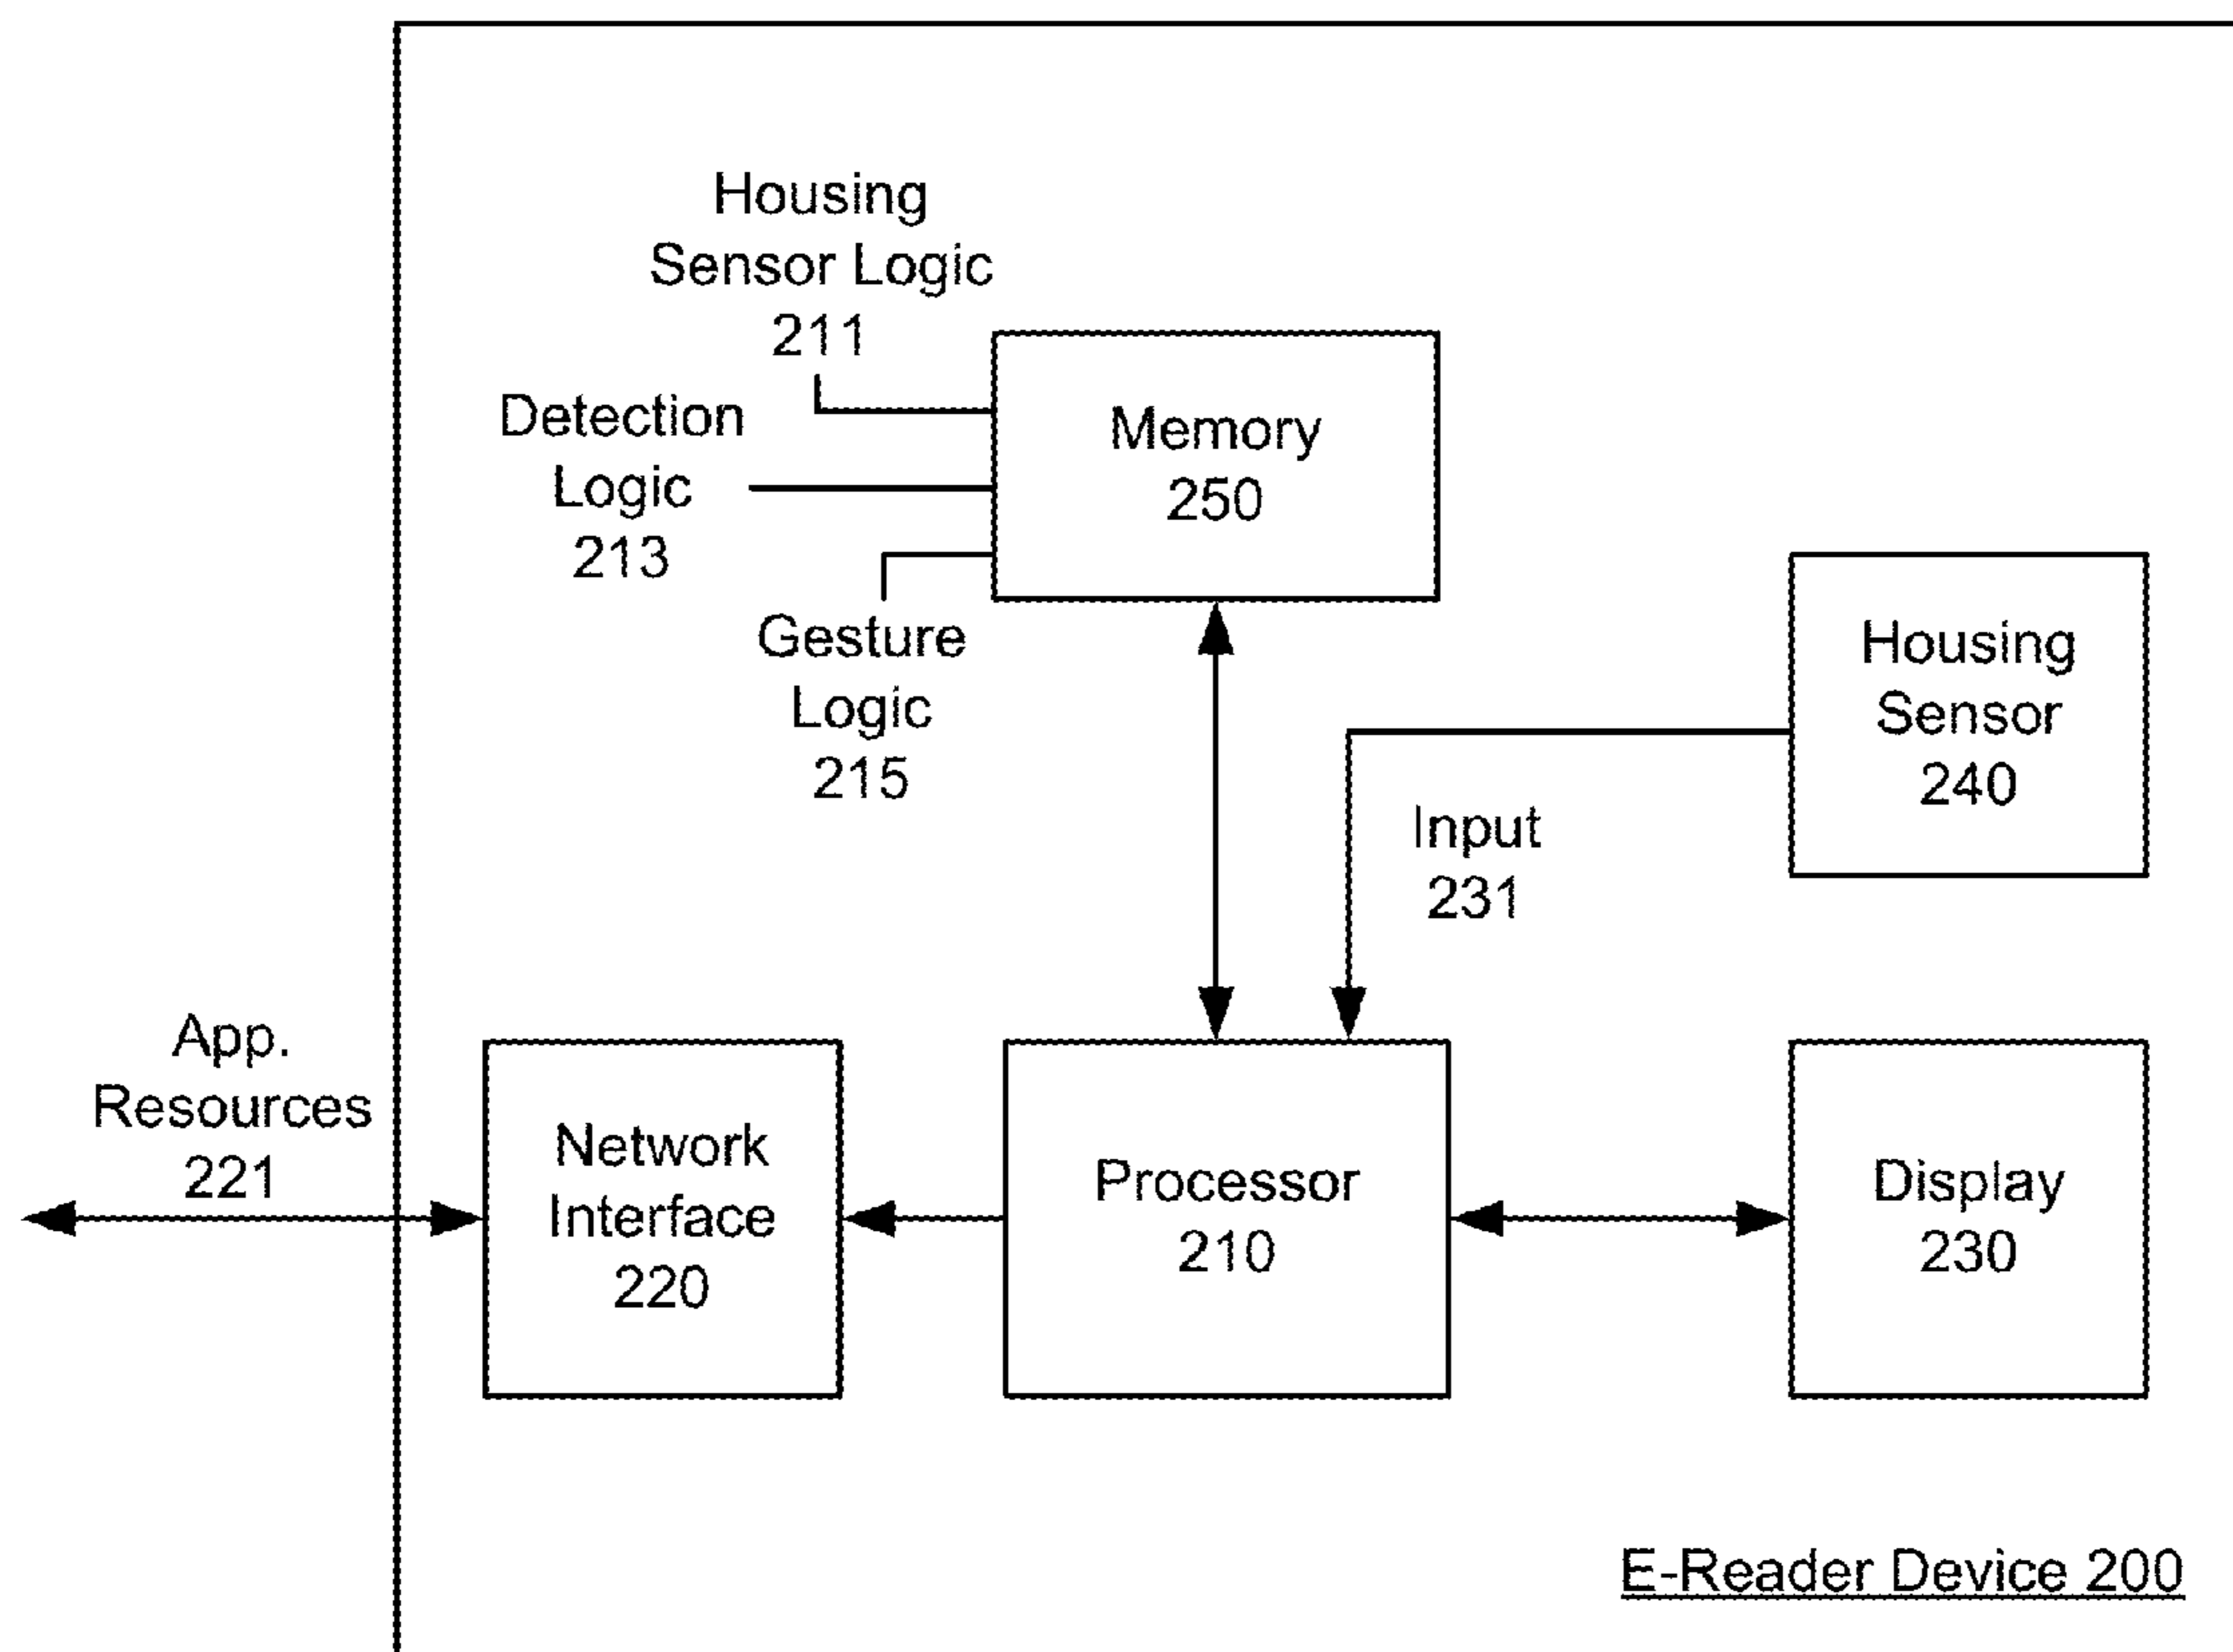 Housing
Sensor Logic
211
Detection
Logic
213
Gesture
Logic
215
Memory
250
Housing
Sensor
240
Input
231
App.
Resources
221
Network
Interface
220
Processor
210
Display
230
E-Reader Device 200